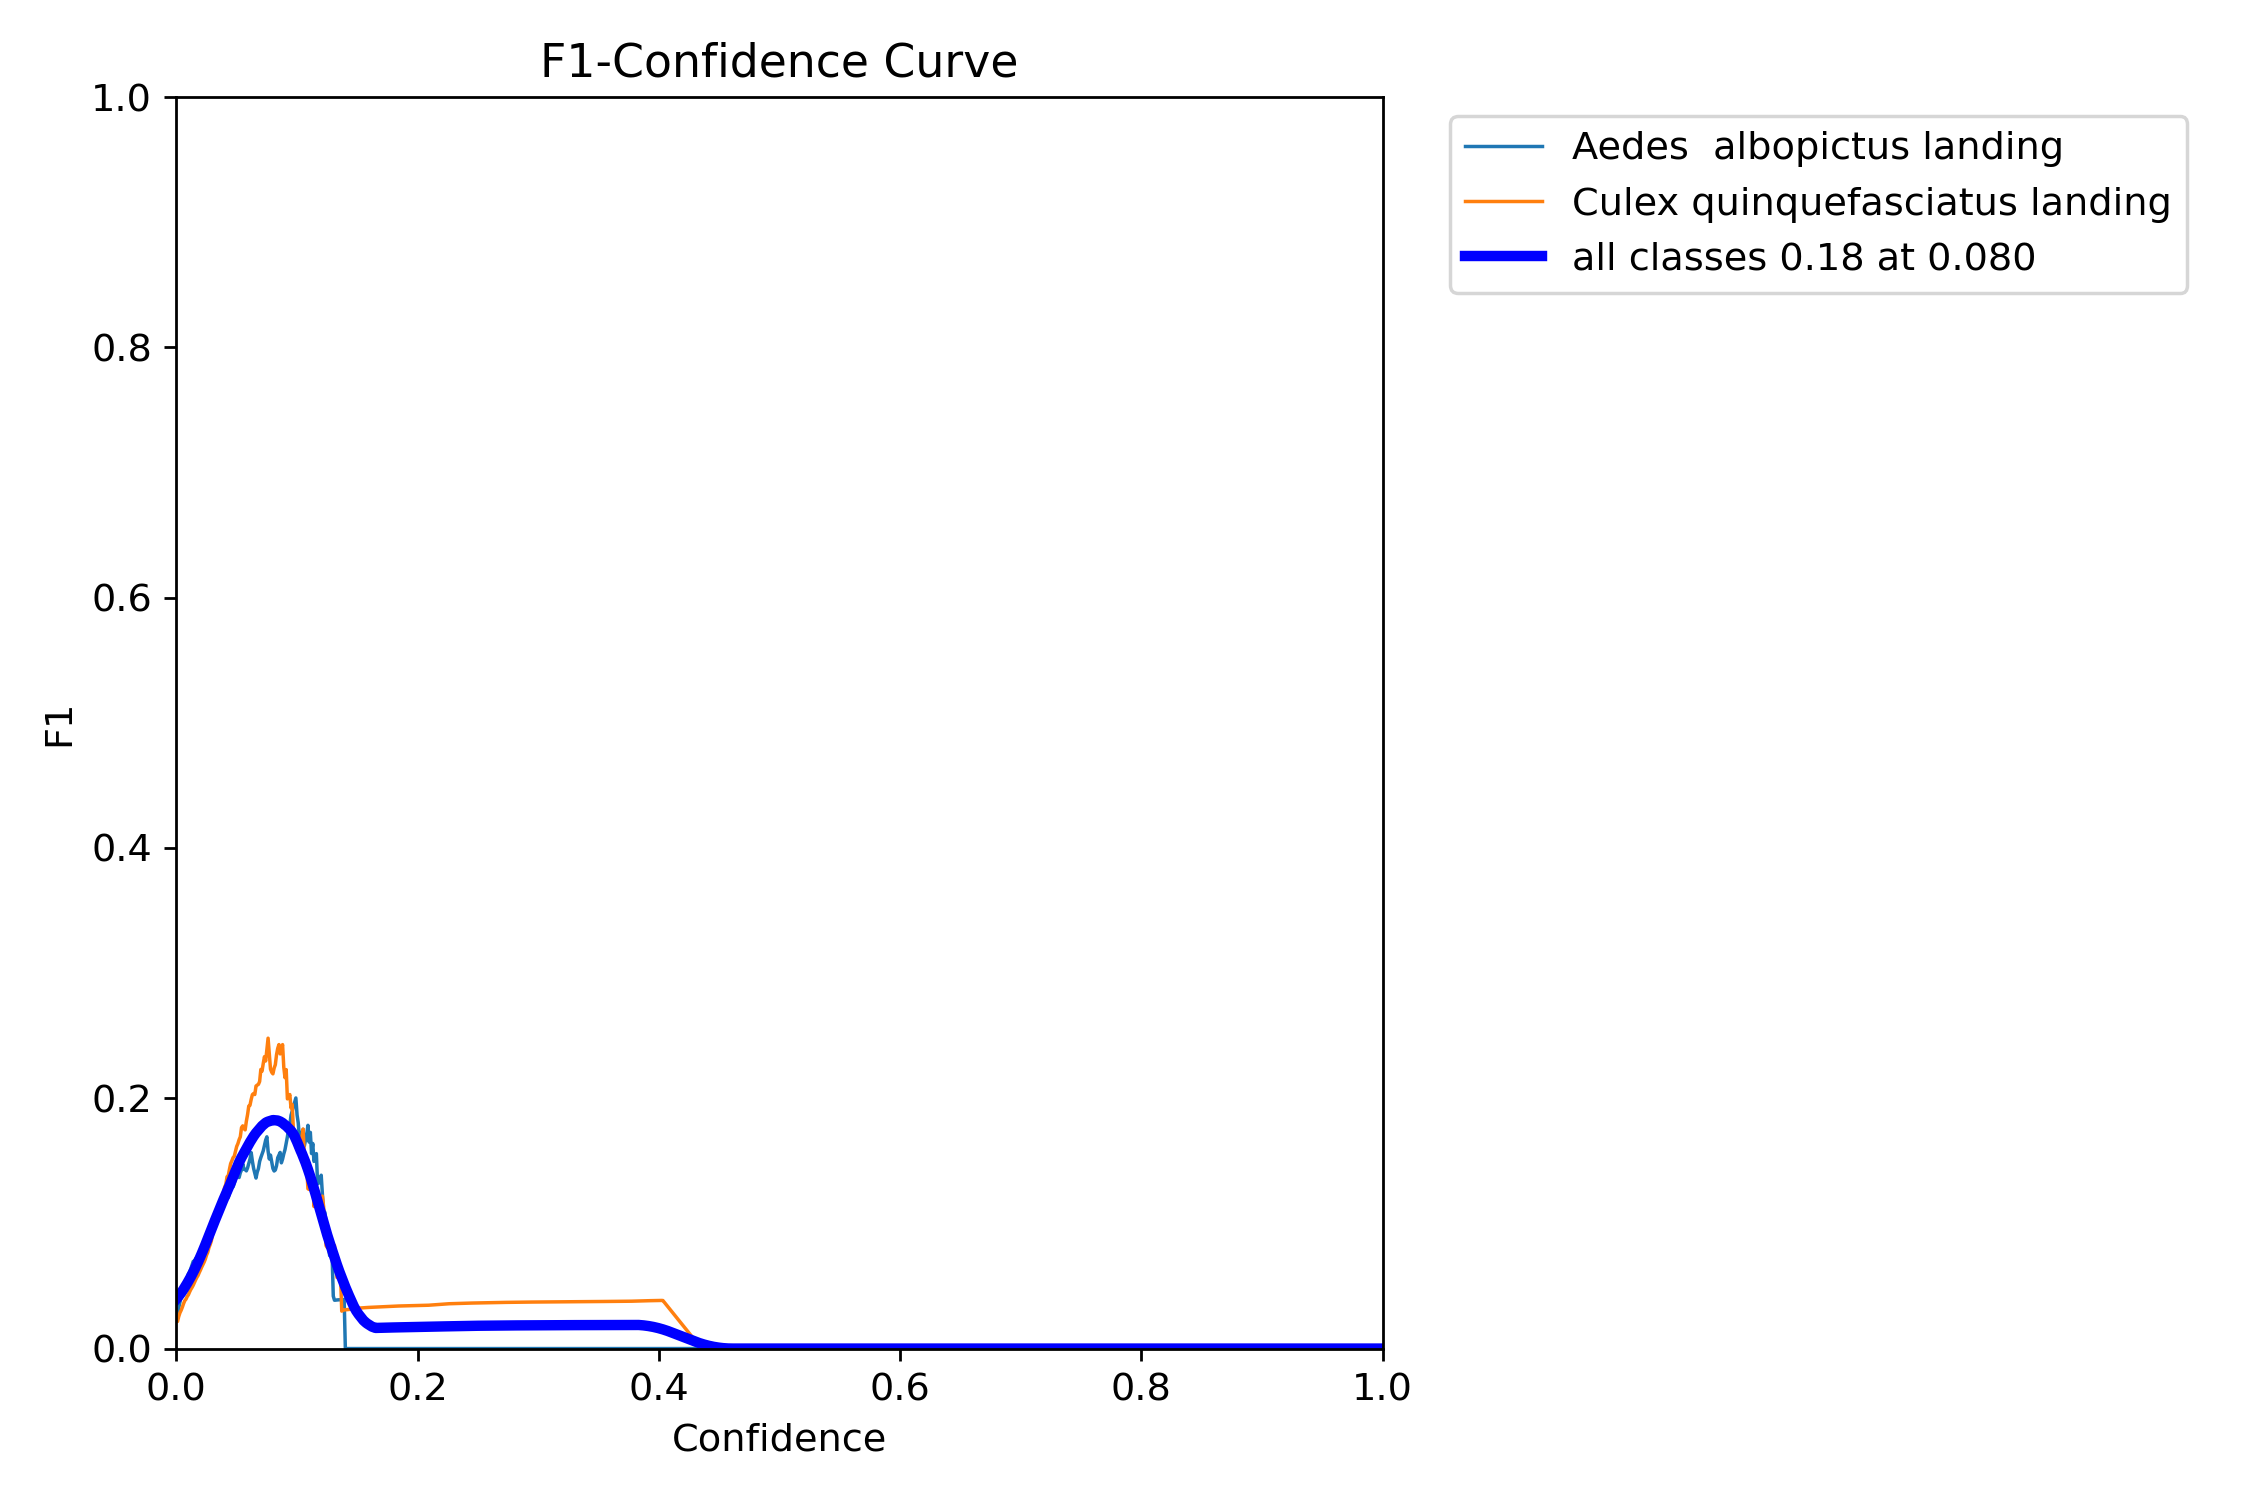 F1-Confidence Curve
1.0
0.8
0.6
0.4
0.2
0.0
F1
0.0 0.2 0.4 0.6 0.8 1.0
Confidence
Aedes  albopictus landing
Culex quinquefasciatus landing
all classes 0.18 at 0.080